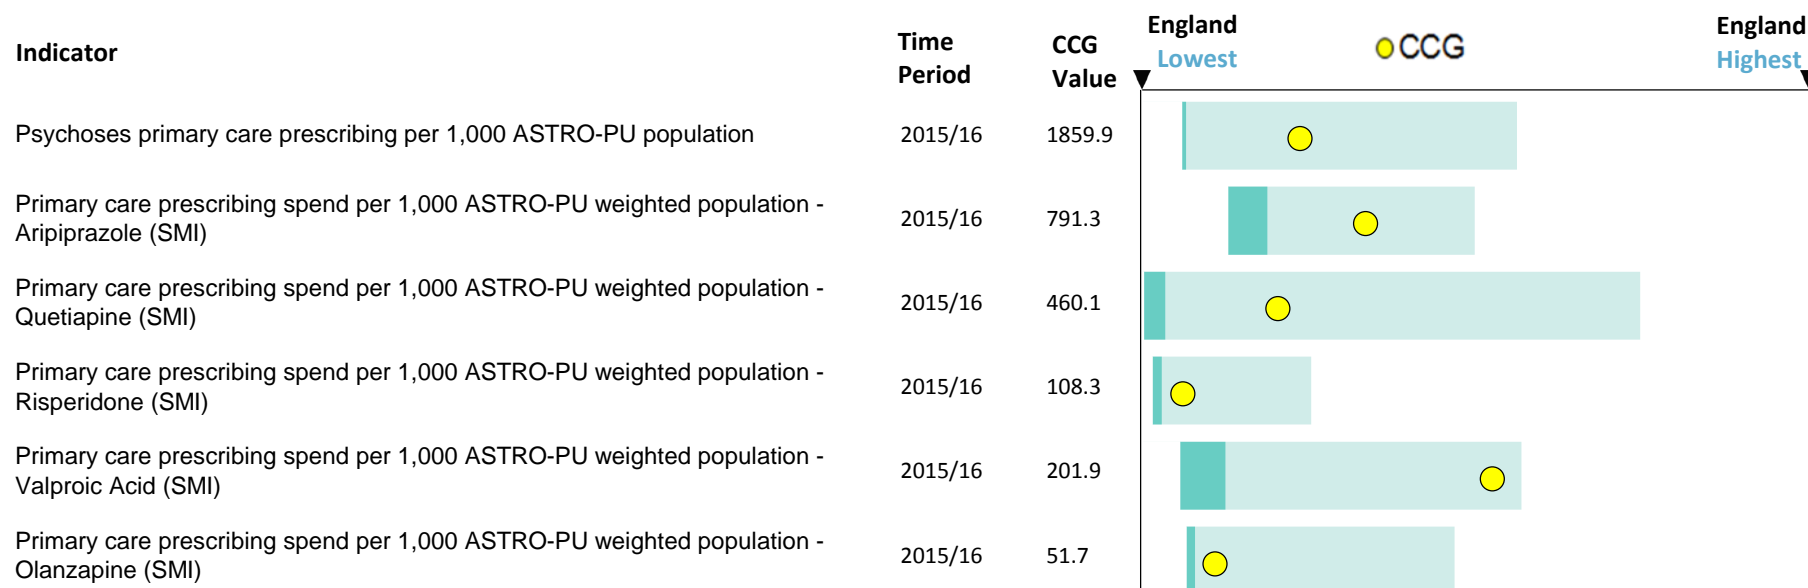 Indicator
Time
Period
CCG
Value
England
Lowest
CCG
England
Highest
Psychoses primary care prescribing per 1,000 ASTRO-PU population
2015/16
1859.9
Primary care prescribing spend per 1,000 ASTRO-PU weighted population -
Aripiprazole (SMI)
2015/16
791.3
Primary care prescribing spend per 1,000 ASTRO-PU weighted population -
Quetiapine (SMI)
2015/16
460.1
Primary care prescribing spend per 1,000 ASTRO-PU weighted population -
Risperidone (SMI)
2015/16
108.3
Primary care prescribing spend per 1,000 ASTRO-PU weighted population -
Valproic Acid (SMI)
2015/16
201.9
Primary care prescribing spend per 1,000 ASTRO-PU weighted population -
Olanzapine (SMI)
2015/16
51.7